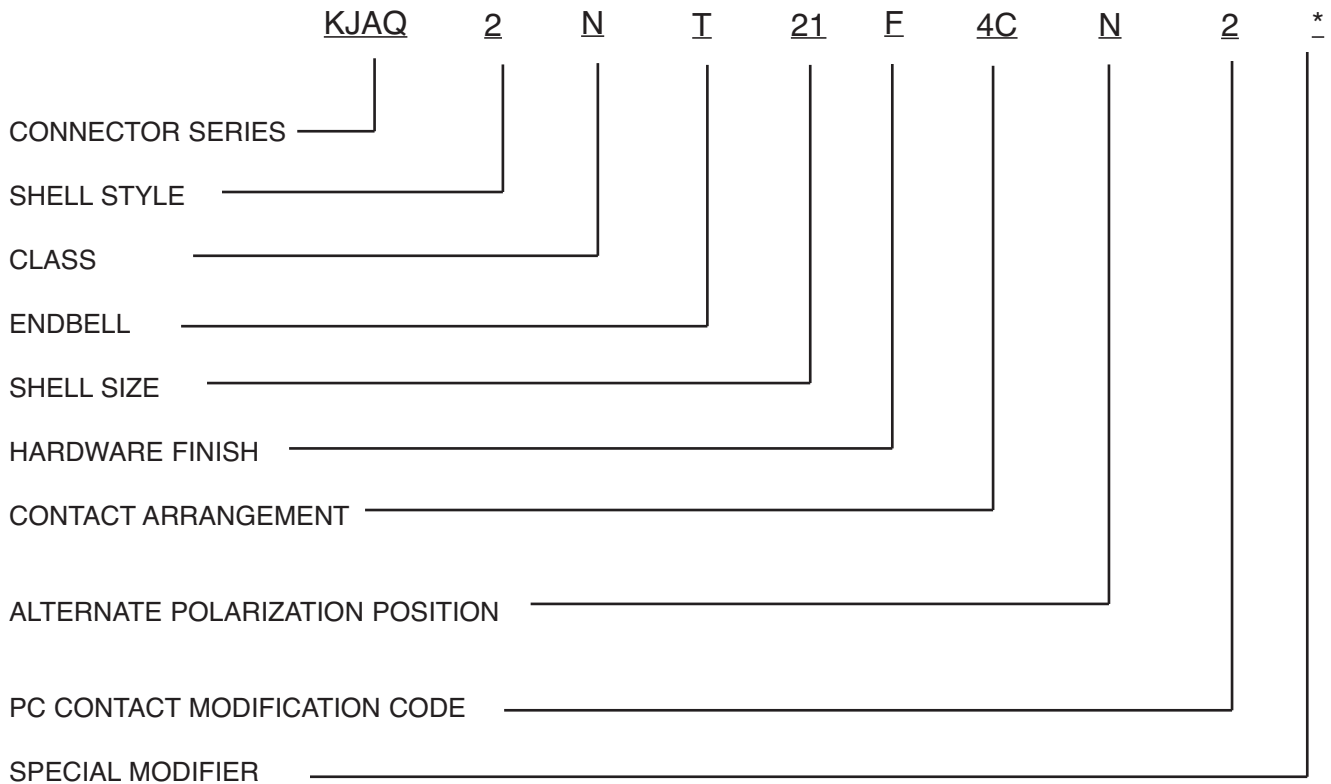 KJAQ 2 N T 21 F 4C N 2 *
CONNECTOR SERIES
SHELL STYLE
CLASS
ENDBELL
SHELL SIZE
HARDWARE FINISH
CONTACT ARRANGEMENT
ALTERNATE POLARIZATION POSITION
PC CONTACT MODIFICATION CODE
SPECIAL MODIFIER